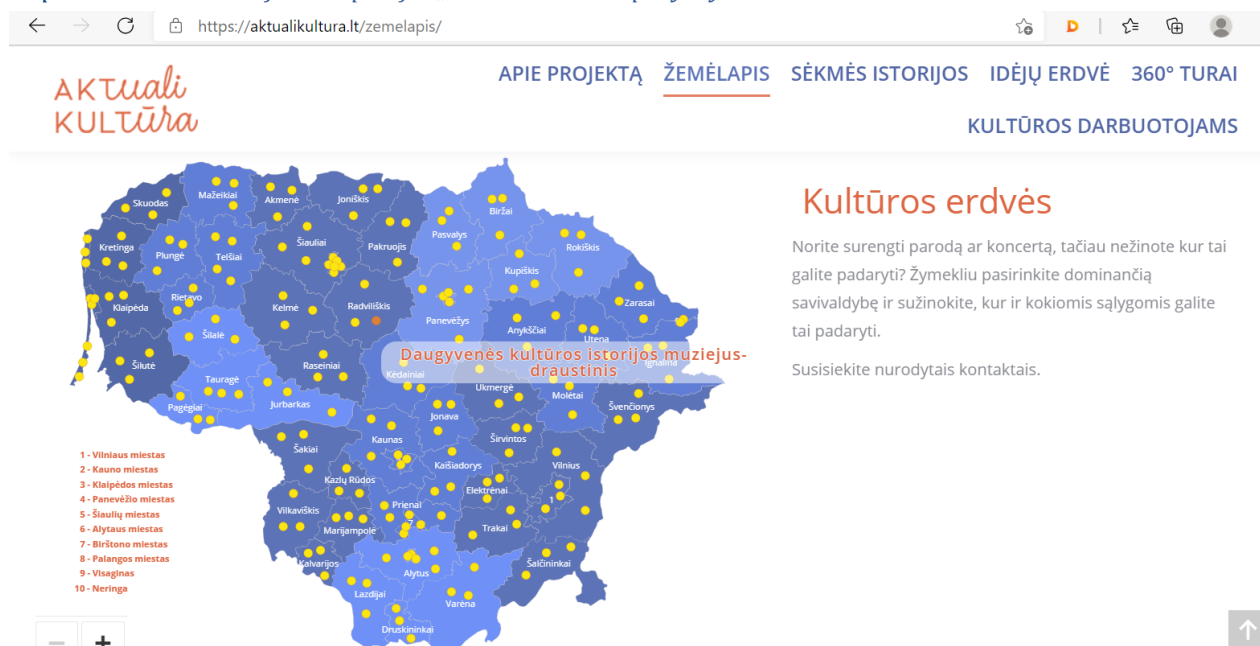 https://aktualikultura.lt/zemelapis/
AKTuali
KULTūra
APIE PROJEKTĄ ŽEMĖLAPIS SĖKMĖS ISTORIJOS IDĖJŲ ERDVĖ 360° TURAI
KULTŪROS DARBUOTOJAMS
Kultūros erdvės
Norite surengti parodą ar koncertą, tačiau nežinote kur tai
galite padaryti? Žymekliu pasirinkite dominančią
savivaldybę ir sužinokite, kur ir kokiomis sąlygomis galite
tai padaryti.
Susisiekite nurodytais kontaktais.
Skuodas
Mažeikiai
Akmenė
Joniškis
Biržai
Kretinga
Plungė
Telšiai
Šiauliai
Pakruojis
Pasvalys
Rokiškis
Kupiškis
Klaipėda
Rietavo
Kelmė
Radviliškis
Panevėžys
Anykščiai
Utena
Zarasai
Šilalė
Daugyvenės kultūros istorijos muziejus-
draustinis
Ignalina
Šilutė
Tauragė
Raseiniai
Kėdainiai
Ukmergė
Molėtai
Švenčionys
Pagėgiai
Jurbarkas
Jonava
Šakiai
Kaunas
Širvintos
Kaišiadorys
Vilnius
Kazlų Rūdos
Elektrėnai
1
Vilkaviškis
Marijampolė
Prienai
7
Trakai
Kalvarijos
Alytus
Šalčininkai
Lazdijai
Varėna
Druskininkai
1 - Vilniaus miestas
2 - Kauno miestas
3 - Klaipėdos miestas
4 - Panevėžio miestas
5 - Šiaulių miestas
6 - Alytaus miestas
7 - Birštono miestas
8 - Palangos miestas
9 - Visaginas
10 - Neringa